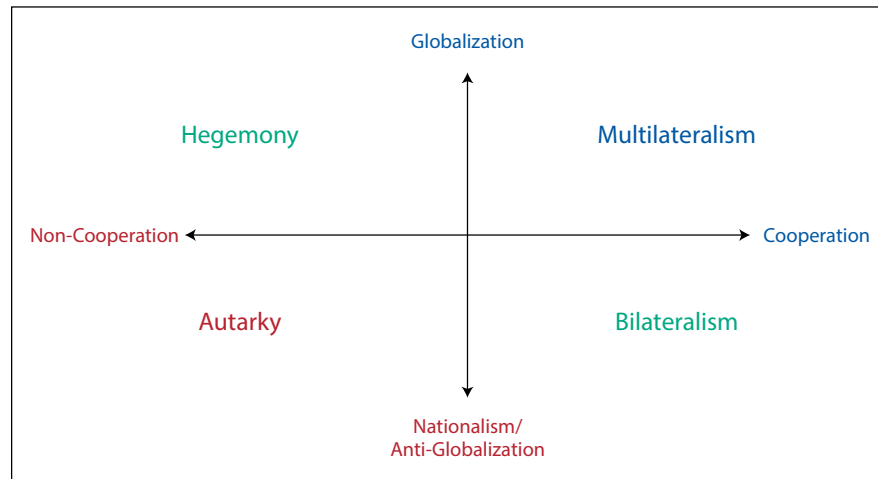 Globalization
Hegemony
Multilateralism
Non-Cooperation
Cooperation
Autarky
Bilateralism
Nationalism/
Anti-Globalization